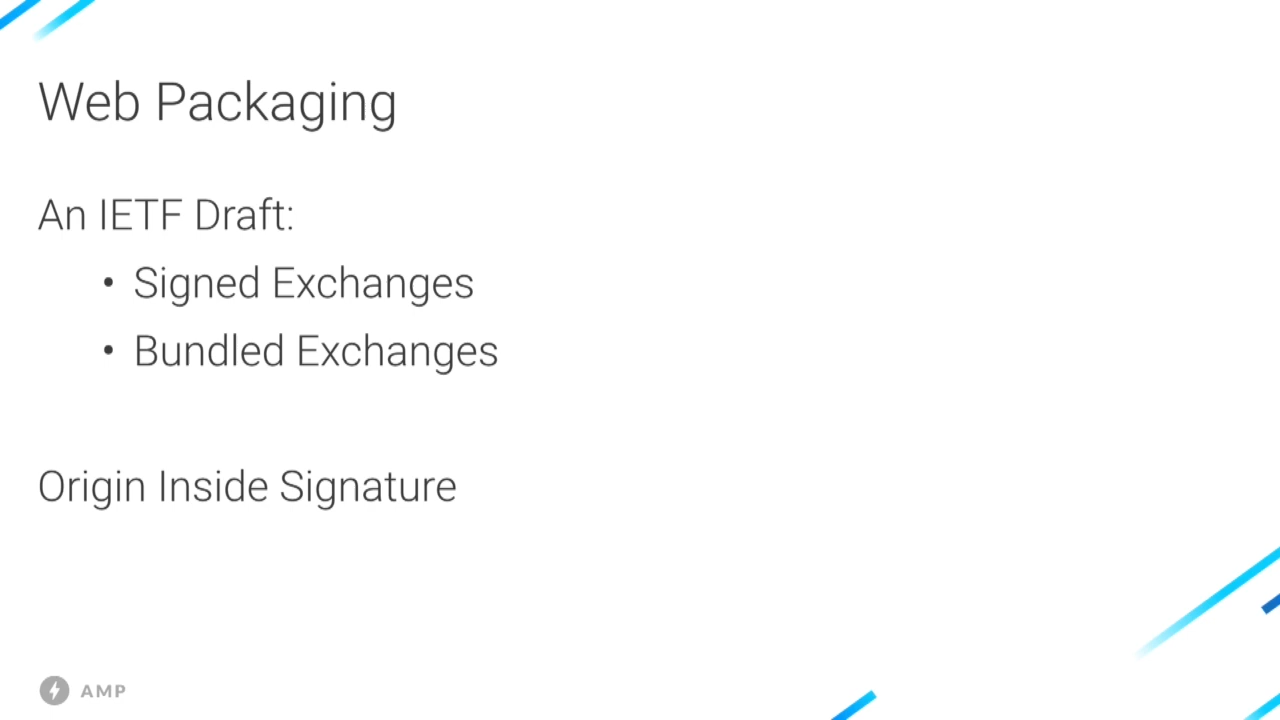 Web Packaging
An IETF Draft:
• Signed Exchanges
• Bundled Exchanges
Origin Inside Signature
AMP